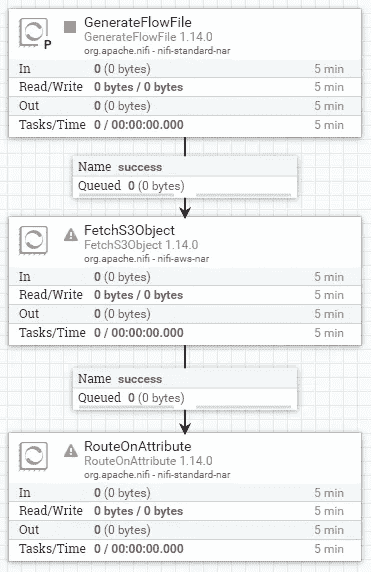 GenerateFlowFile
GenerateFlowFile 1.14.0
org.apache.nifi - nifi-standard-nar
P
In 0 (0 bytes) 5 min
Read/Write 0 bytes / 0 bytes 5 min
Out 0 (0 bytes) 5 min
Tasks/Time 0 / 00:00:00.000 5 min
Name success
Queued 0 (0 bytes)
FetchS3Object
FetchS3Object 1.14.0
org.apache.nifi - nifi-aws-nar
In 0 (0 bytes) 5 min
Read/Write 0 bytes / 0 bytes 5 min
Out 0 (0 bytes) 5 min
Tasks/Time 0 / 00:00:00.000 5 min
Name success
Queued 0 (0 bytes)
RouteOnAttribute
RouteOnAttribute 1.14.0
org.apache.nifi - nifi-standard-nar
In 0 (0 bytes) 5 min
Read/Write 0 bytes / 0 bytes 5 min
Out 0 (0 bytes) 5 min
Tasks/Time 0 / 00:00:00.000 5 min